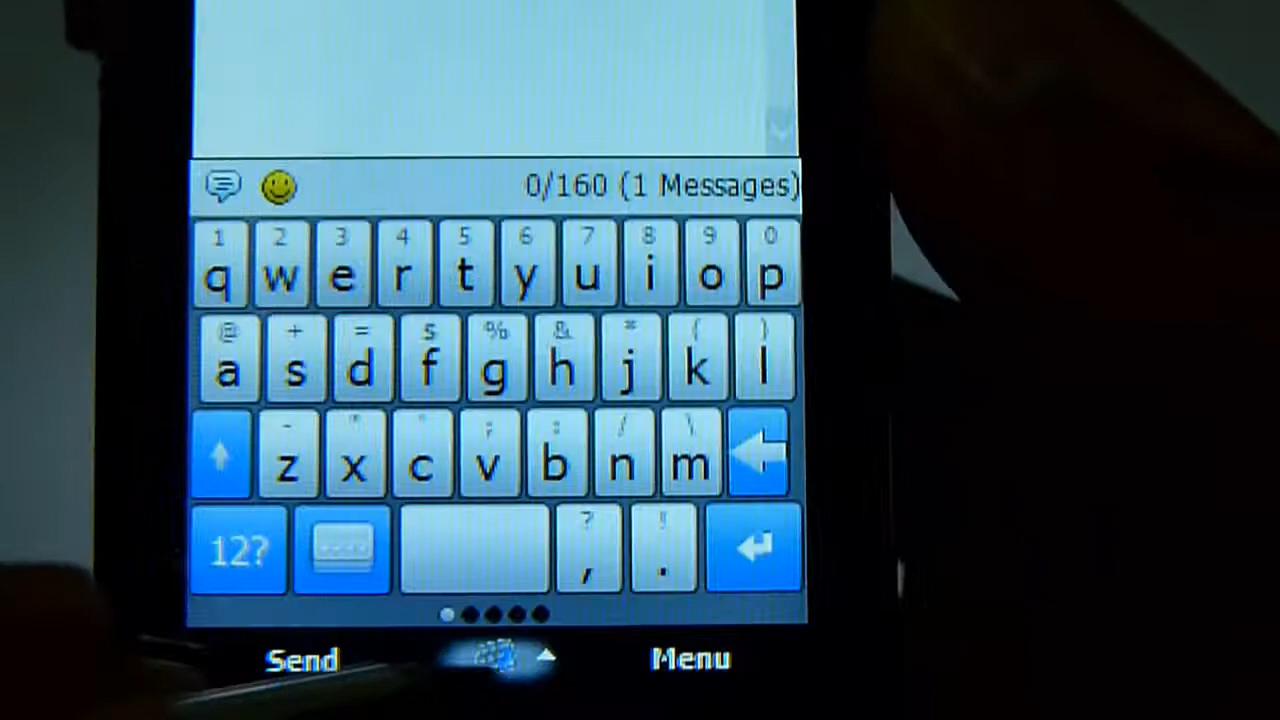 0/160 (1 Messages)
1 2 3 4 5 6 7 8 9 0
q w e r t y u i o p
@ + = $ % & * ( )
a s d f g h j k l
- " ' ; : / \
z x c v b n m
? !
12? , .
Send Menu